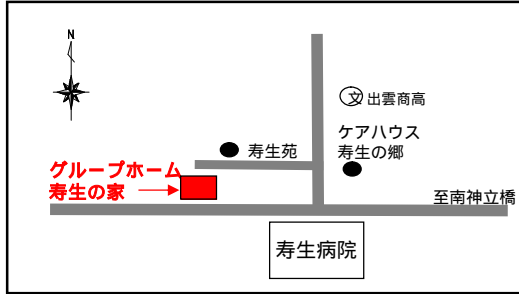 N
文 出雲商高
ケアハウス
寿生の郷
寿生苑
グループホーム
寿生の家
至南神立橋
寿生病院